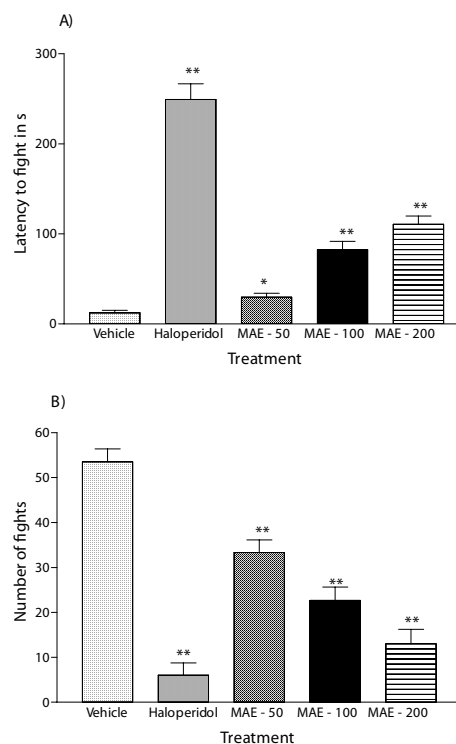 A)
300
200
100
0
Latency to fight in s
**
*
**
**
Vehicle Haloperidol MAE - 50 MAE - 100 MAE - 200
Treatment
B)
60
50
40
30
20
10
0
Number of fights
**
**
**
**
Vehicle Haloperidol MAE - 50 MAE - 100 MAE - 200
Treatment